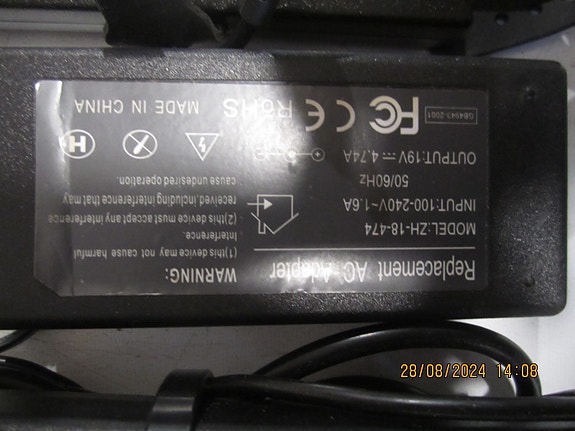 Replacement AC Adapter
MODEL:ZH-18-474
INPUT:100-240V~1.6A
50/60Hz
OUTPUT:19V 4.74A
GB4943-2001
FC CE RoHS
WARNING:
(1)this device may not cause harmful
Interference.
(2)this device must accept any interference
received,including interference that may
cause undesired operation.
H
MADE IN CHINA
28/08/2024 14:08